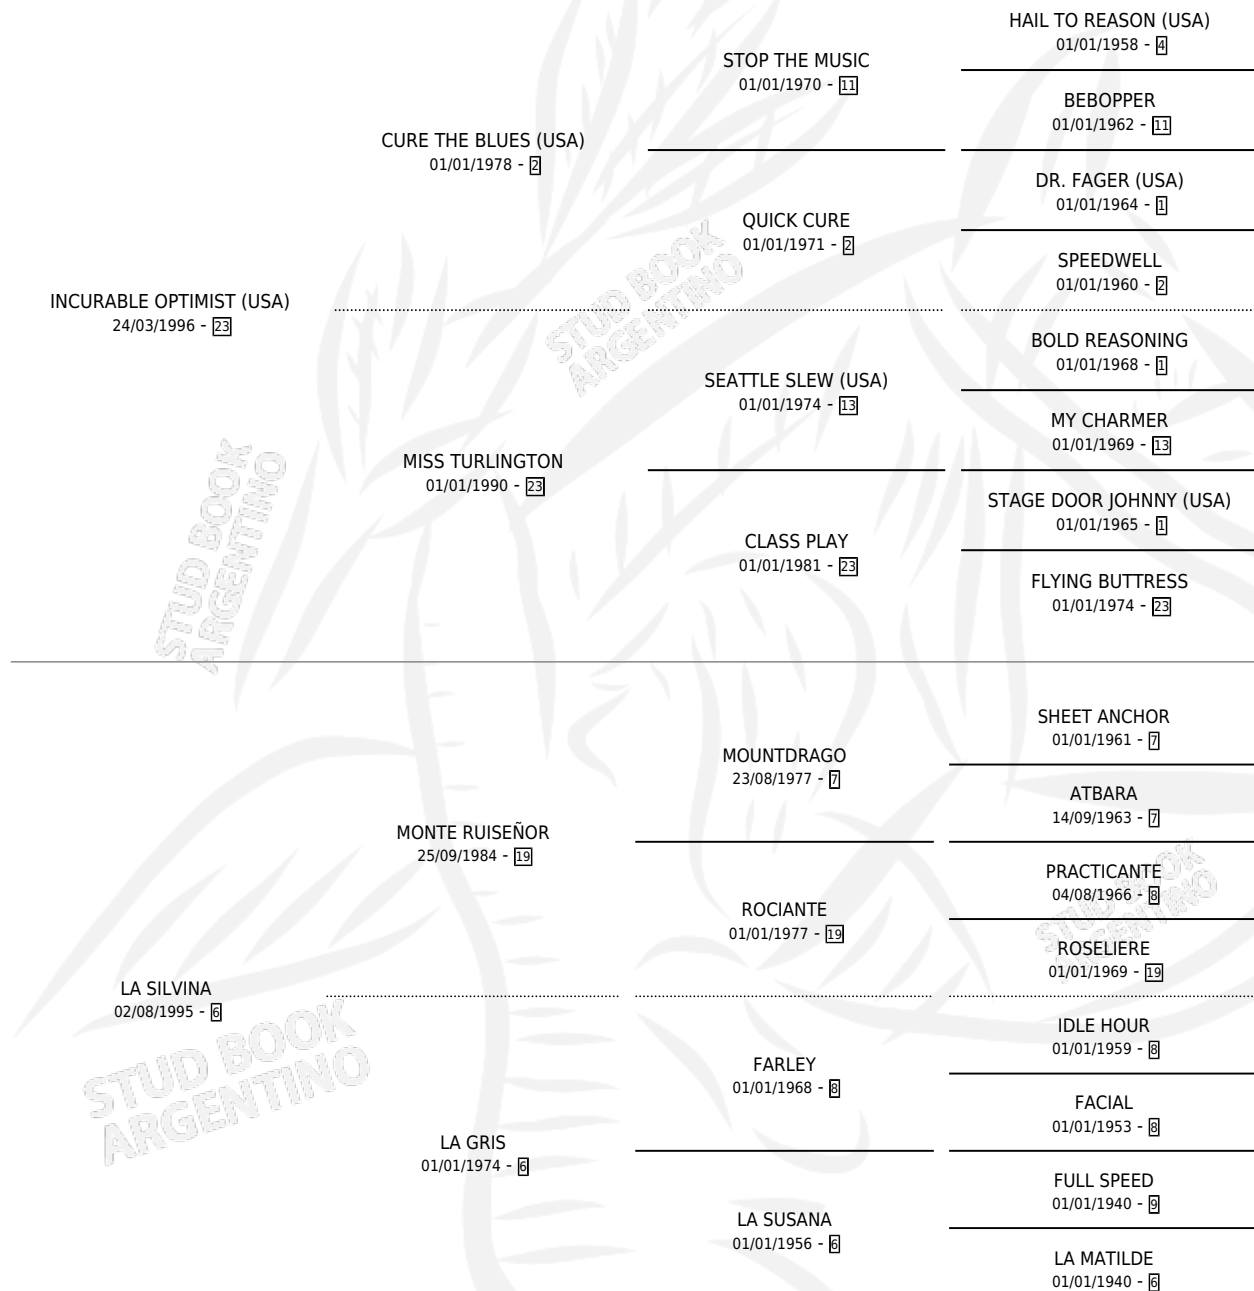 HAIL TO REASON (USA)
01/01/1958 - 4
STOP THE MUSIC
01/01/1970 - 11
BEBOPPER
01/01/1962 - 11
CURE THE BLUES (USA)
01/01/1978 - 2
DR. FAGER (USA)
01/01/1964 - 1
QUICK CURE
01/01/1971 - 2
SPEEDWELL
01/01/1960 - 2
INCURABLE OPTIMIST (USA)
24/03/1996 - 23
BOLD REASONING
01/01/1968 - 1
SEATTLE SLEW (USA)
01/01/1974 - 13
MY CHARMER
01/01/1969 - 13
MISS TURLINGTON
01/01/1990 - 23
STAGE DOOR JOHNNY (USA)
01/01/1965 - 1
CLASS PLAY
01/01/1981 - 23
FLYING BUTTRESS
01/01/1974 - 23
SHEET ANCHOR
01/01/1961 - 7
MOUNTDRAGO
23/08/1977 - 7
ATBARA
14/09/1963 - 7
MONTE RUISEÑOR
25/09/1984 - 19
PRACTICANTE
04/08/1966 - 8
ROCIANTE
01/01/1977 - 19
ROSELIERE
01/01/1969 - 19
LA SILVINA
02/08/1995 - 6
IDLE HOUR
01/01/1959 - 8
FARLEY
01/01/1968 - 8
FACIAL
01/01/1953 - 8
LA GRIS
01/01/1974 - 6
FULL SPEED
01/01/1940 - 9
LA SUSANA
01/01/1956 - 6
LA MATILDE
01/01/1940 - 6
STUD BOOK
ARGENTINO
STUD BOOK
ARGENTINO
STUD BOOK
ARGENTINO
STUD BOOK
ARGENTINO